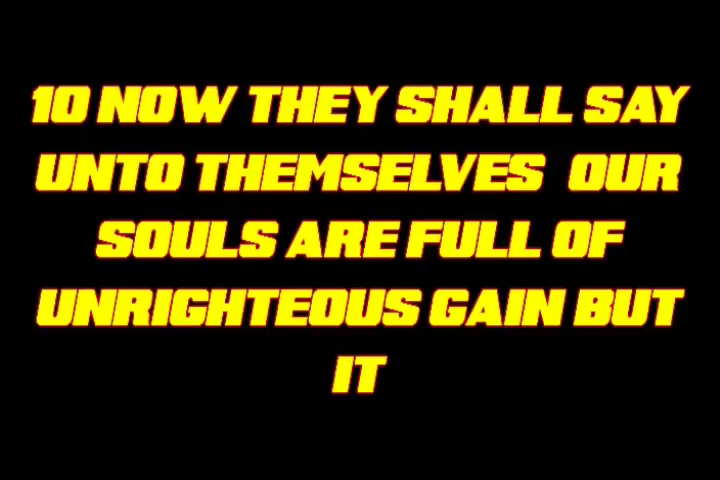 10 NOW THEY SHALL SAY
UNTO THEMSELVES OUR
SOULS ARE FULL OF
UNRIGHTEOUS GAIN BUT
IT